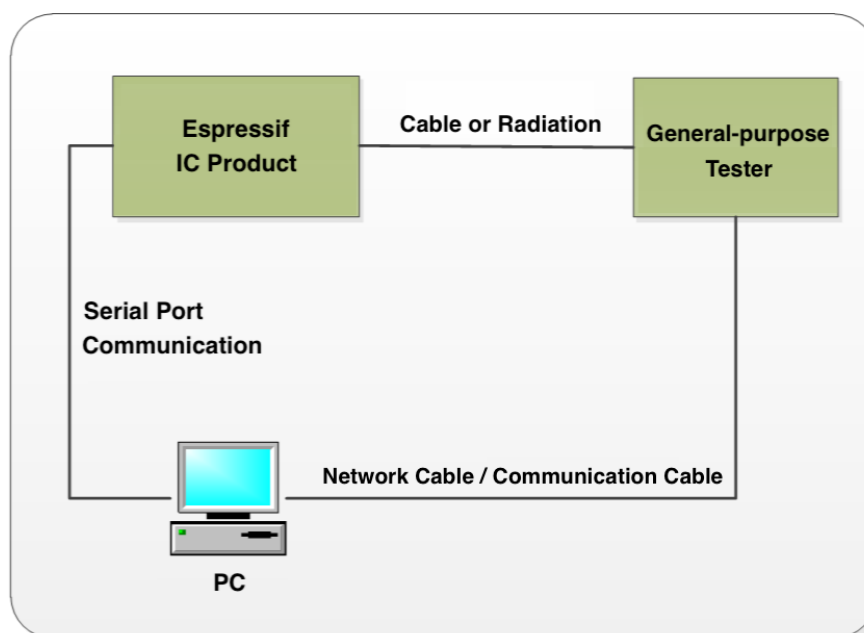 Espressif
IC Product
Cable or Radiation
General-purpose
Tester
Serial Port
Communication
Network Cable / Communication Cable
PC